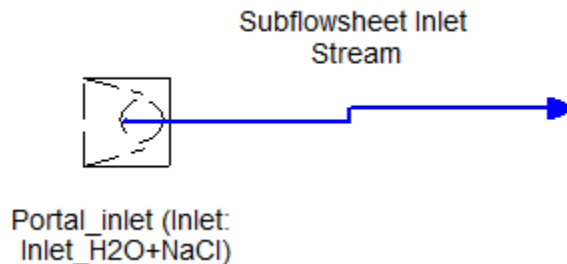 Subflowsheet Inlet
Stream
Portal_inlet (Inlet:
Inlet_H2O+NaCl)